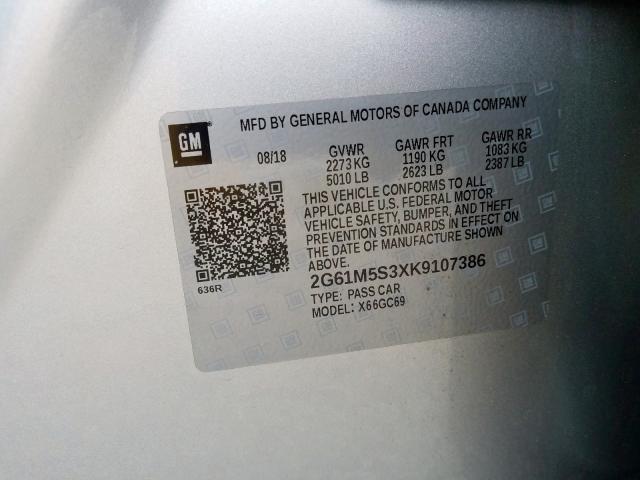 MFD BY GENERAL MOTORS OF CANADA COMPANY
GM
08/18 GVWR GAWR FRT GAWR RR
2273 KG 1190 KG 1083 KG
5010 LB 2623 LB 2387 LB
THIS VEHICLE CONFORMS TO ALL
APPLICABLE U.S. FEDERAL MOTOR
VEHICLE SAFETY, BUMPER, AND THEFT
PREVENTION STANDARDS IN EFFECT ON
THE DATE OF MANUFACTURE SHOWN
ABOVE.
636R
2G61M5S3XK9107386
TYPE: PASS CAR
MODEL: X66GC69